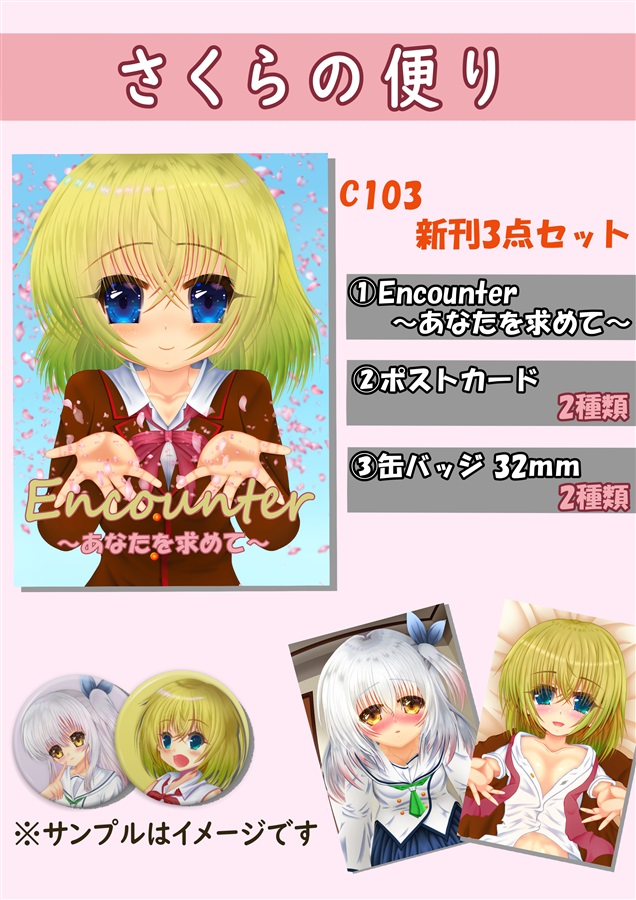 さくらの便り
C103
新刊3点セット
①Encounter
～あなたを求めて～
②ポストカード
2種類
③缶バッジ 32mm
2種類
Encounter
～あなたを求めて～
※サンプルはイメージです